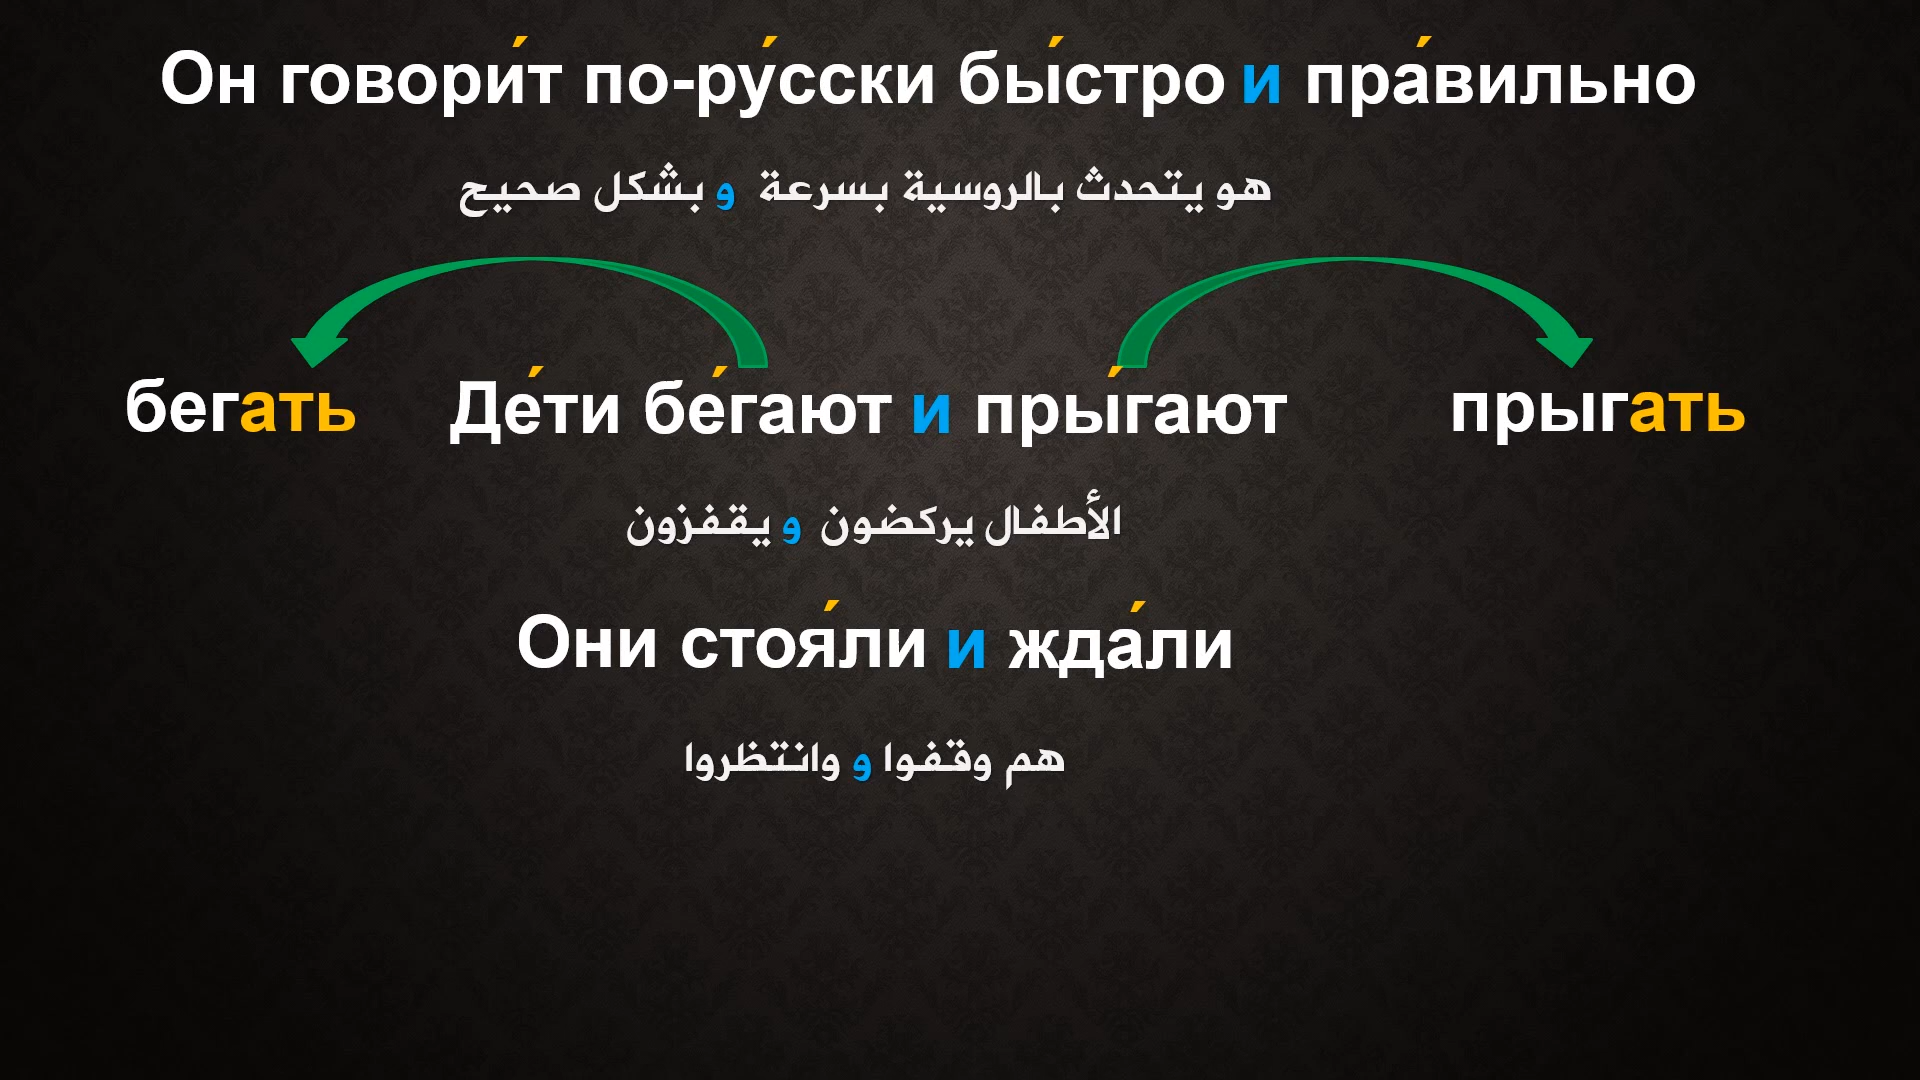 Он говори́т по-ру́сски бы́стро и пра́вильно
هو يتحدث بالروسية بسرعة و بشكل صحيح
бегать Де́ти бе́гают и пры́гают прыгать
الأطفال يركضون و يقفزون
Они стоя́ли и жда́ли
هم وقفوا و وانتظروا